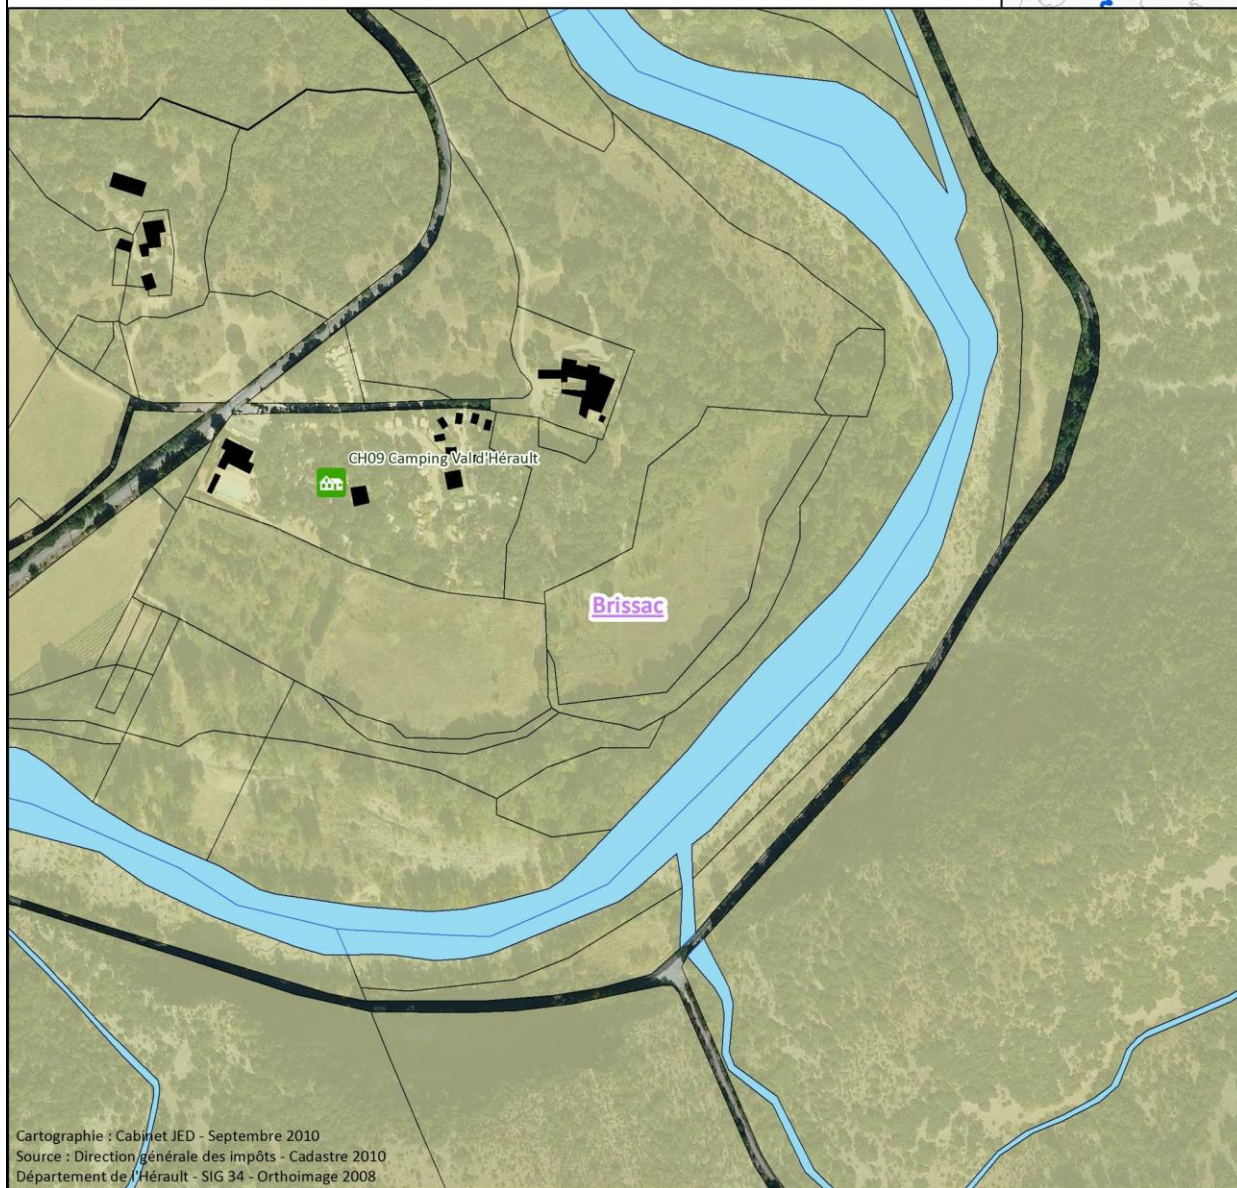 CH09 Camping Val d'Hérault
Brissac
Cartographie : Cabinet JED - Septembre 2010
Source : Direction générale des impôts - Cadastre 2010
Département de l'Hérault - SIG 34 - Orthoimage 2008